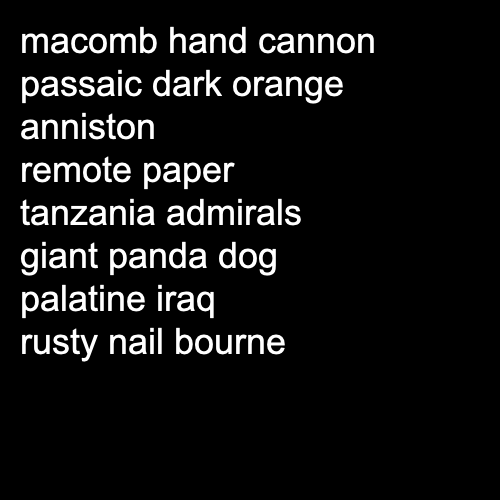 macomb hand cannon
passaic dark orange
anniston
remote paper
tanzania admirals
giant panda dog
palatine iraq
rusty nail bourne